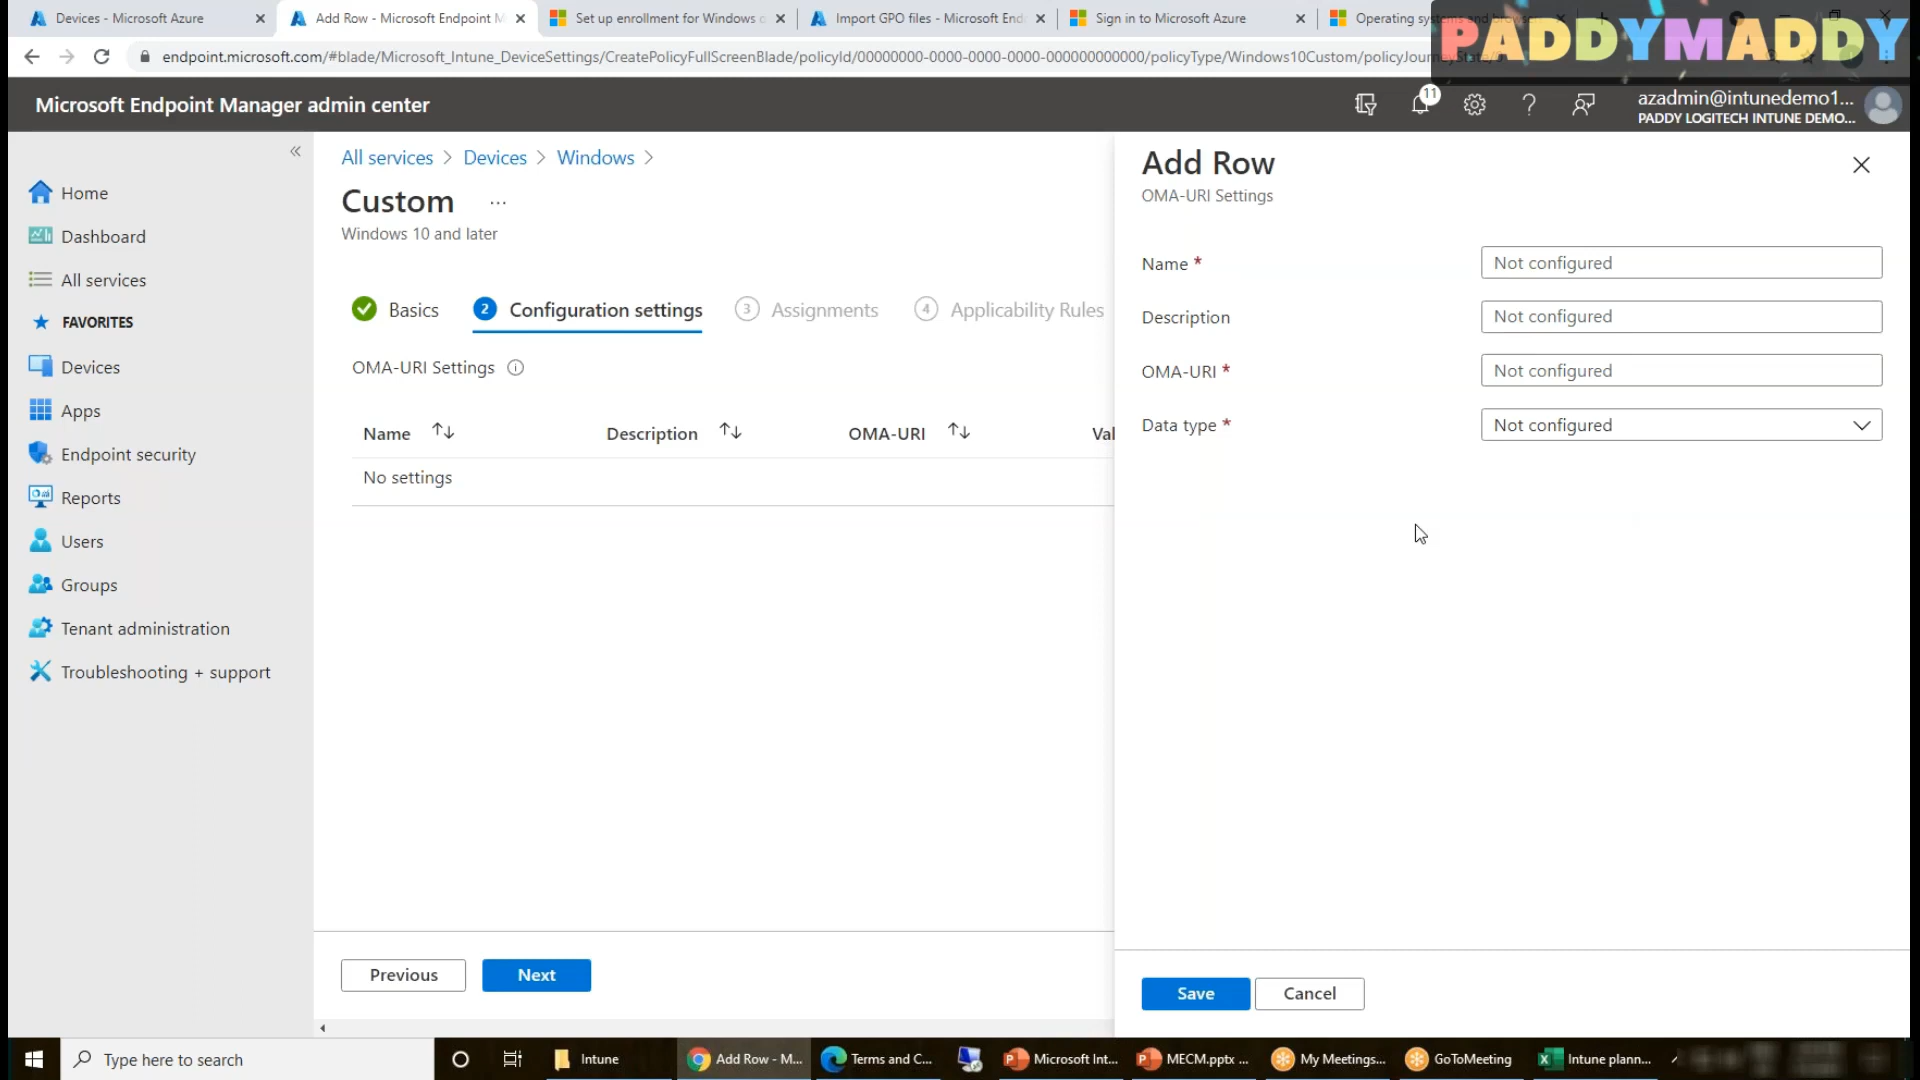 Devices - Microsoft Azure
Add Row - Microsoft Endpoint M
Set up enrollment for Windows
Import GPO files - Microsoft End
Sign in to Microsoft Azure
Operating
PADDYMADDY
endpoint.microsoft.com/#blade/Microsoft_Intune_DeviceSettings/CreatePolicyFullScreenBlade/policyId/00000000-0000-0000-0000-000000000000/policyType/Windows10Custom/policyJourneyState/0
Microsoft Endpoint Manager admin center
11
azadmin@intunedemo1...
PADDY LOGITECH INTUNE DEMO...
Home
Dashboard
All services
FAVORITES
Devices
Apps
Endpoint security
Reports
Users
Groups
Tenant administration
Troubleshooting + support
All services > Devices > Windows >
Custom ...
Windows 10 and later
Basics
2 Configuration settings
3 Assignments
4 Applicability Rules
OMA-URI Settings
Name
Description
OMA-URI
Val
No settings
Previous
Next
Add Row
OMA-URI Settings
Name *
Not configured
Description
Not configured
OMA-URI *
Not configured
Data type *
Not configured
Save
Cancel
Type here to search
Intune
Add Row - M...
Terms and C...
Microsoft Int...
MECM.pptx ...
My Meetings...
GoToMeeting
Intune plann...